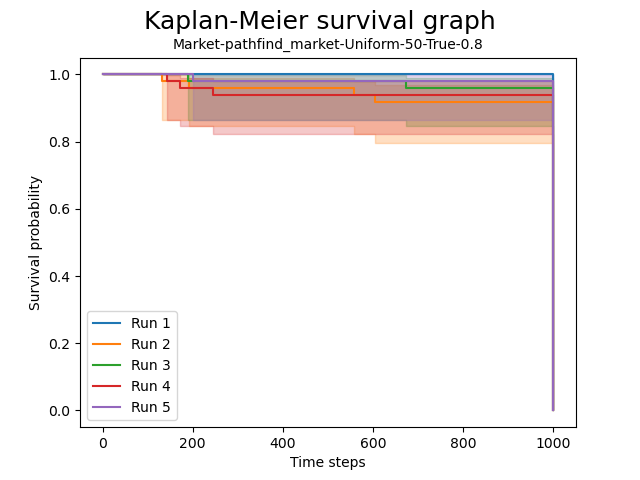 Kaplan-Meier survival graph
Market-pathfind_market-Uniform-50-True-0.8
1.0
0.8
0.6
0.4
0.2
0.0
Survival probability
Run 1
Run 2
Run 3
Run 4
Run 5
0 200 400 600 800 1000
Time steps